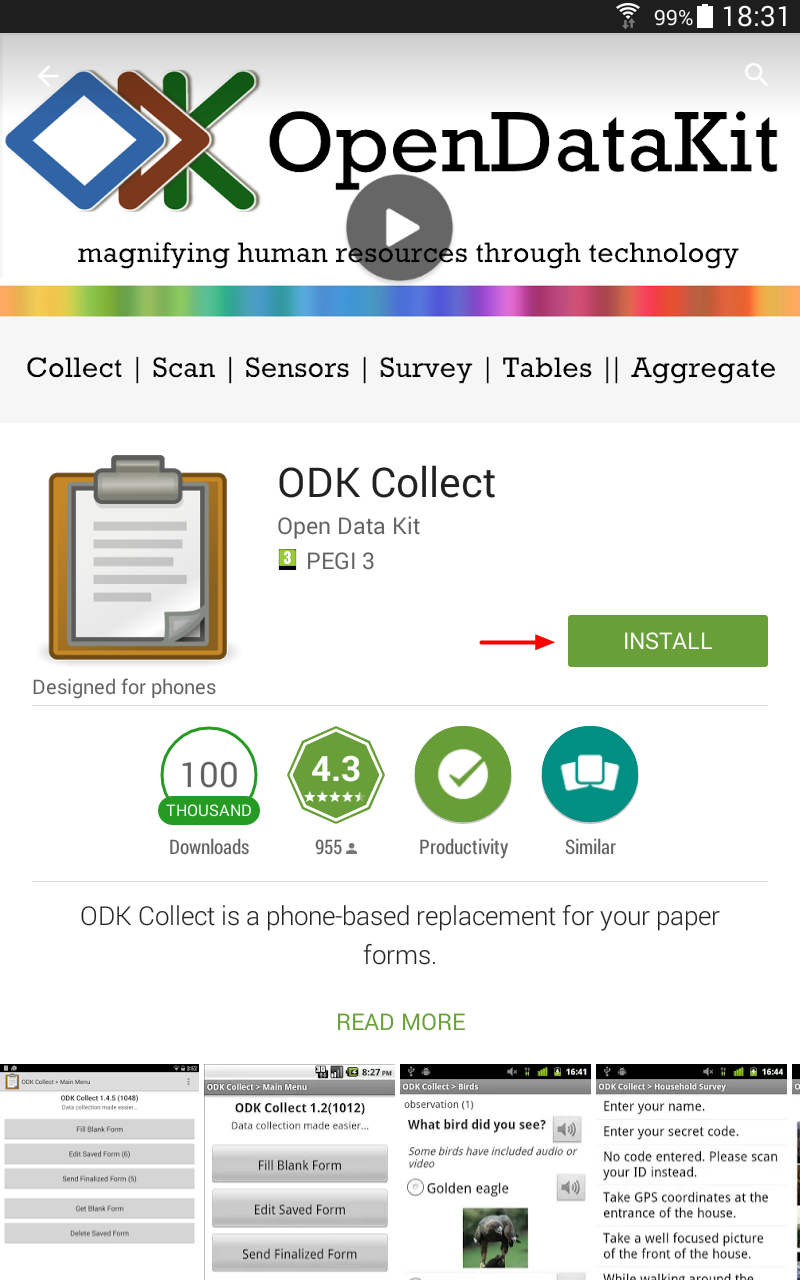 99% 18:31
OpenDataKit
magnifying human resources through technology
Collect | Scan | Sensors | Survey | Tables || Aggregate
ODK Collect
Open Data Kit
3 PEGI 3
INSTALL
Designed for phones
100
THOUSAND
Downloads
4.3
955
Productivity
Similar
ODK Collect is a phone-based replacement for your paper
forms.
READ MORE
3:52
ODK Collect > Main Menu
ODK Collect 1.4.5 (1048)
Data collection made easier...
Fill Blank Form
Edit Saved Form (6)
Send Finalized Form (5)
Get Blank Form
Delete Saved Form
8:27 PM
ODK Collect > Main Menu
ODK Collect 1.2(1012)
Data collection made easier...
Fill Blank Form
Edit Saved Form
Send Finalized Form
16:41
ODK Collect > Birds
observation (1)
What bird did you see?
Some birds have included audio or
video
Golden eagle
16:44
ODK Collect > Household Survey
Enter your name.
Enter your secret code.
No code entered. Please scan
your ID instead.
Take GPS coordinates at the
entrance of the house.
Take a well focused picture
of the front of the house.
While walking around the